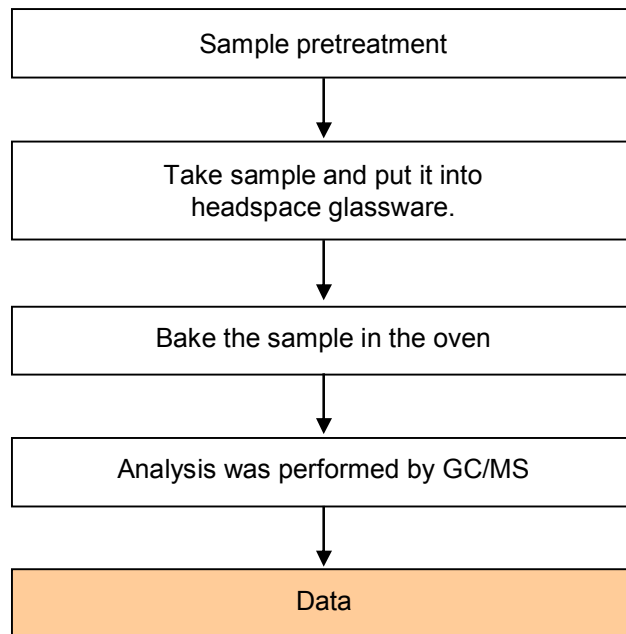 Sample pretreatment
Take sample and put it into
headspace glassware.
Bake the sample in the oven
Analysis was performed by GC/MS
Data